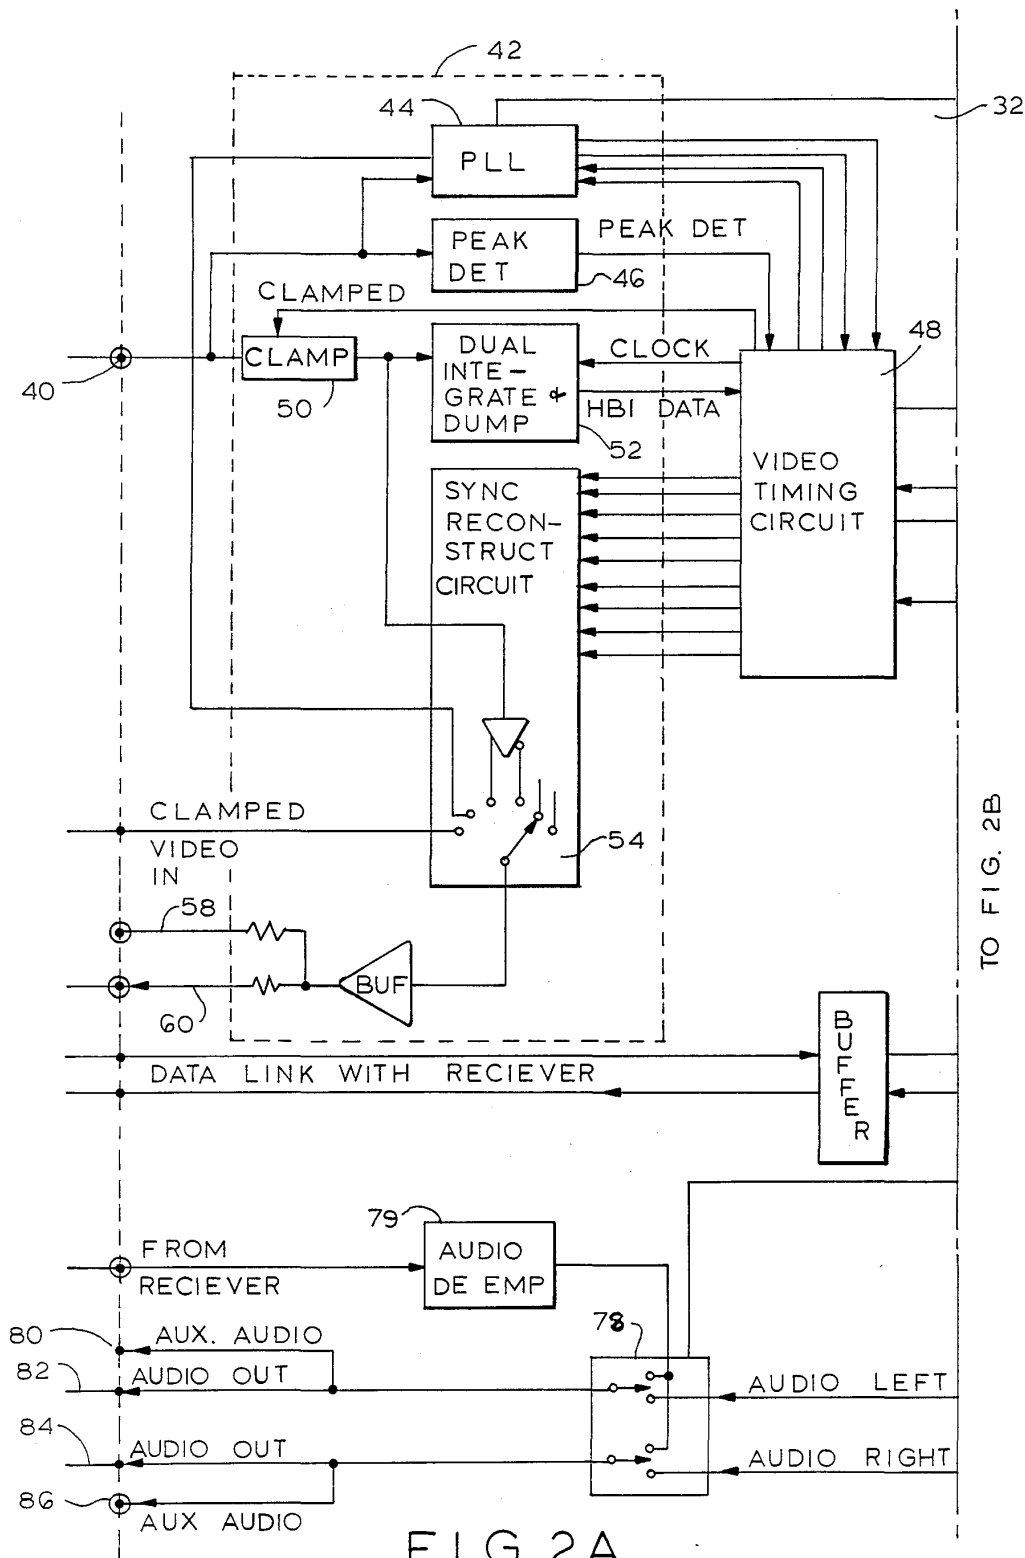 42
44
32
PLL
PEAK DET
PEAK
DET
46
CLAMPED
48
CLAMP
DUAL
INTE-
GRATE &
DUMP
CLOCK
HBI DATA
40
50
52
VIDEO
TIMING
CIRCUIT
SYNC
RECON-
STRUCT
CIRCUIT
CLAMPED
VIDEO
IN
54
TO FIG. 2B
58
BUF
60
BUFFER
DATA LINK WITH RECIEVER
79
AUDIO
DE EMP
FROM
RECIEVER
78
80
AUX. AUDIO
82
AUDIO OUT
AUDIO LEFT
84
AUDIO OUT
AUDIO RIGHT
86
AUX AUDIO
FIG 2A